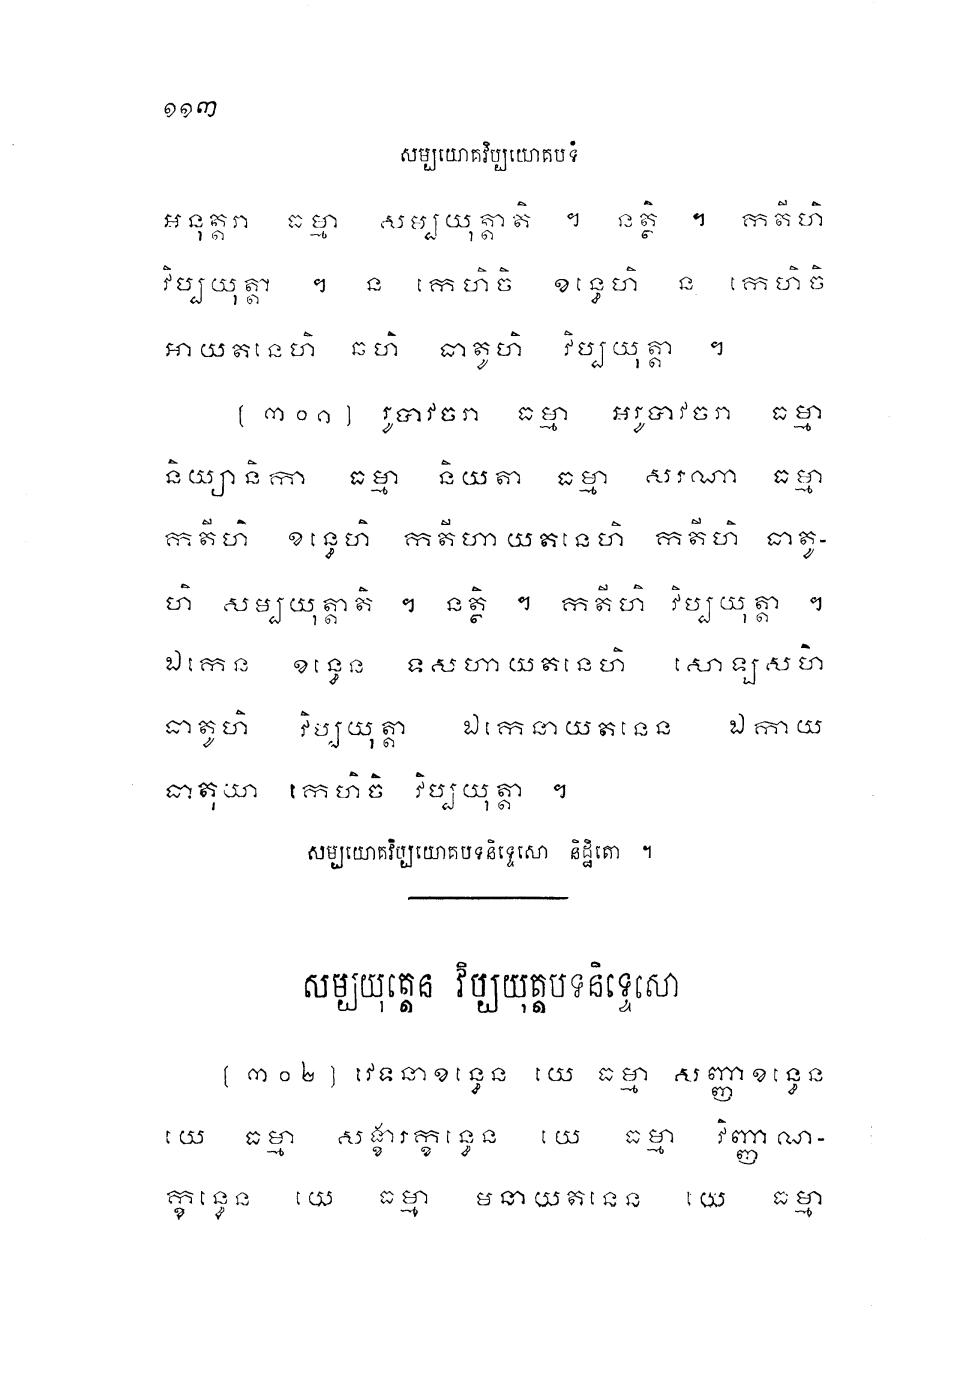 ១១៣
សម្បយោគវិប្បយោគបទំ
អនុត្តរា ធម្មា សម្បយុត្តាតិ ។ នត្ថិ ។ កតីហិ
វិប្បយុត្តា ។ ន កេហិចិ ខន្ធេហិ ន កេហិចិ
អាយតនេហិ ឆហិ ធាតូហិ វិប្បយុត្តា ។
[៣០១] រូបាវចរា ធម្មា អរូបាវចរា ធម្មា
និយ្យានិកា ធម្មា និយតា ធម្មា សរណា ធម្មា
កតីហិ ខន្ធេហិ កតីហាយតនេហិ កតីហិ ធាតូ-
ហិ សម្បយុត្តាតិ ។ នត្ថិ ។ កតីហិ វិប្បយុត្តា ។
ឯកេន ខន្ធេន ទសហាយតនេហិ សោឡសហិ
ធាតូហិ វិប្បយុត្តា ឯកេនាយតនេន ឯកាយ
ធាតុយា កេហិចិ វិប្បយុត្តា ។
សម្បយោគវិប្បយោគបទនិទ្ទេសោ និដ្ឋិតោ ។
សម្បយុត្តេន វិប្បយុត្តបទនិទ្ទេសោ
[៣០២] វេទនាខន្ធេន យេ ធម្មា សញ្ញាខន្ធេន
យេ ធម្មា សង្ខារក្ខន្ធេន យេ ធម្មា វិញ្ញាណ-
ក្ខន្ធេន យេ ធម្មា មនាយតនេន យេ ធម្មា